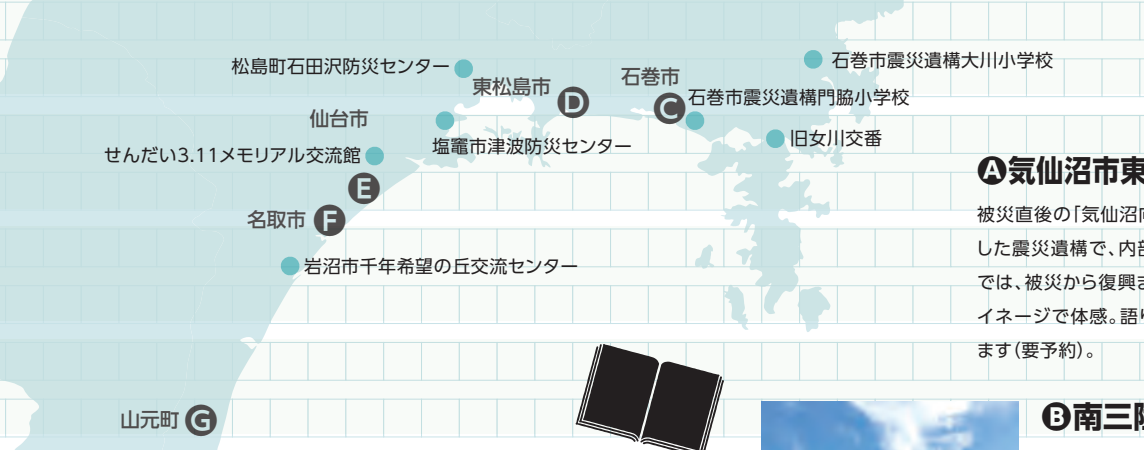 石巻市震災遺構大川小学校
松島町石田沢防災センター
東松島市
D
石巻市
C
石巻市震災遺構門脇小学校
仙台市
塩竈市津波防災センター
旧女川交番
せんだい3.11メモリアル交流館
E
名取市 F
岩沼市千年希望の丘交流センター
山元町 G
A気仙沼市東
被災直後の「気仙沼
した震災遺構で、内部
では、被災から復興ま
イネージで体感。語り
ます（要予約）。
B南三陸